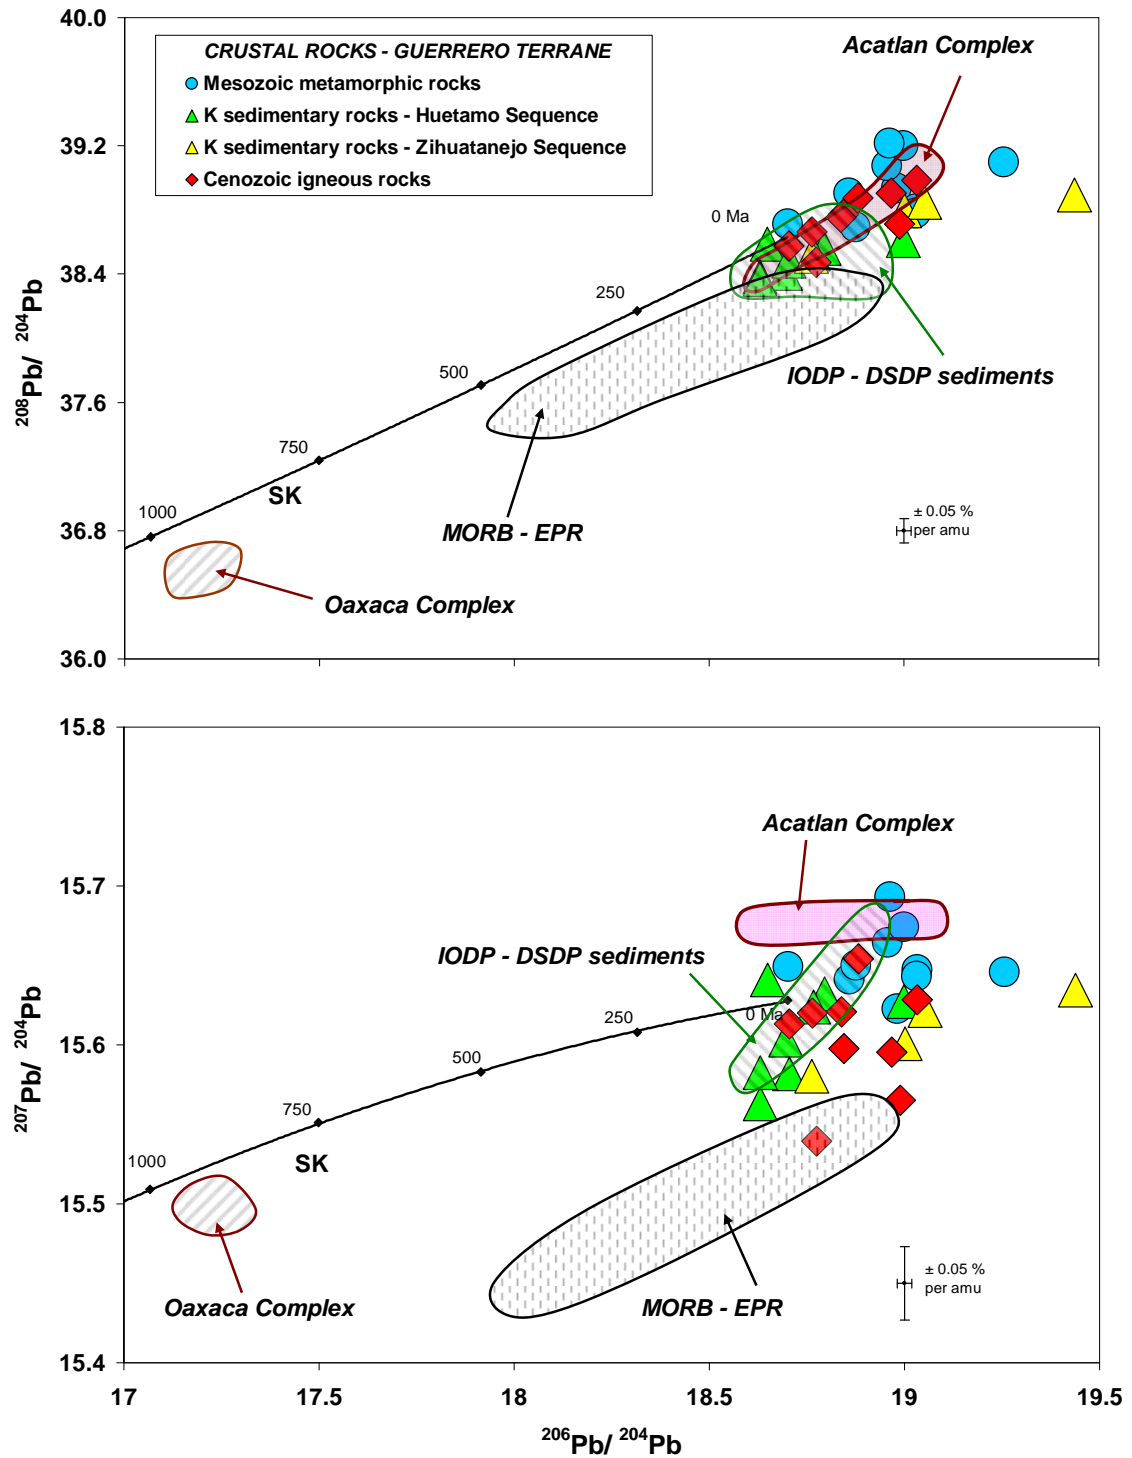 40.0
CRUSTAL ROCKS - GUERRERO TERRANE
Mesozoic metamorphic rocks
K sedimentary rocks - Huetamo Sequence
K sedimentary rocks - Zihuatanejo Sequence
Cenozoic igneous rocks
Acatlan Complex
39.2
0 Ma
38.4
250
208Pb/ 204Pb
IODP - DSDP sediments
500
37.6
750
SK
1000
MORB - EPR
± 0.05 %
per amu
36.8
Oaxaca Complex
36.0
15.8
Acatlan Complex
15.7
IODP - DSDP sediments
0 Ma
250
15.6
500
207Pb/ 204Pb
750
SK
1000
15.5
± 0.05 %
per amu
Oaxaca Complex
MORB - EPR
15.4
17
17.5
18
18.5
19
19.5
206Pb/ 204Pb